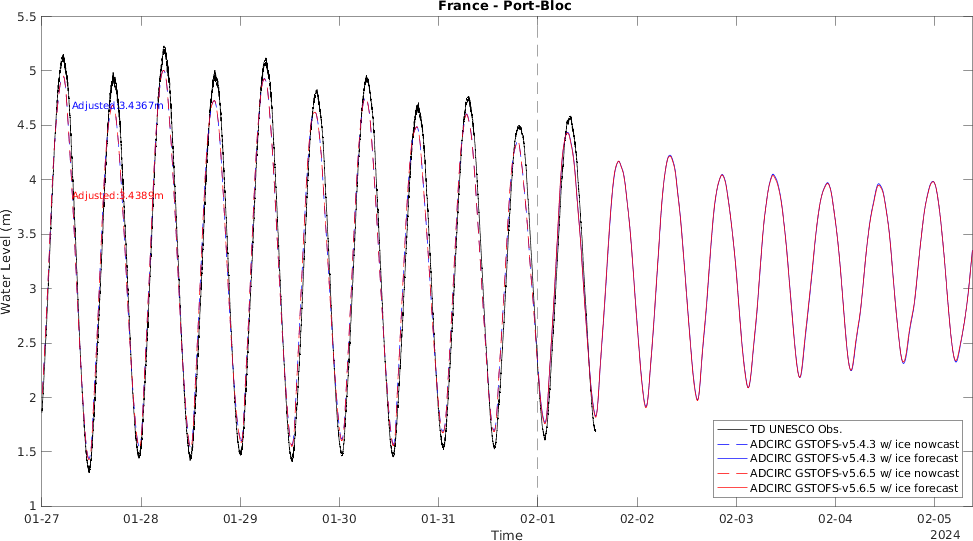 France - Port-Bloc
5.5
5
4.5
4
3.5
3
2.5
2
1.5
1
Water Level (m)
Adjusted:3.4367m
Adjusted:3.4389m
TD UNESCO Obs.
ADCIRC GSTOFS-v5.4.3 w/ ice nowcast
ADCIRC GSTOFS-v5.4.3 w/ ice forecast
ADCIRC GSTOFS-v5.6.5 w/ ice nowcast
ADCIRC GSTOFS-v5.6.5 w/ ice forecast
01-27 01-28 01-29 01-30 01-31 02-01 02-02 02-03 02-04 02-05
Time
2024